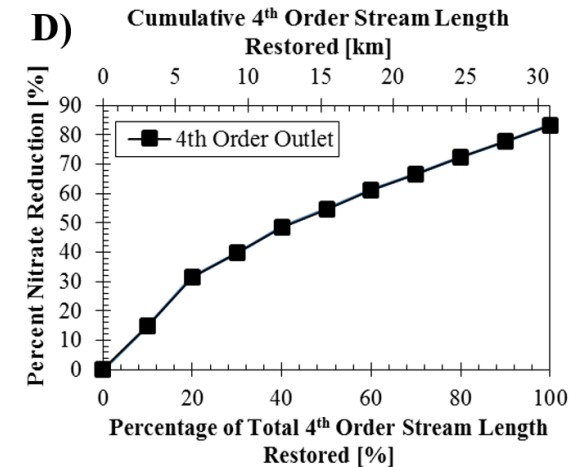 D)
Cumulative 4th Order Stream Length
Restored [km]
0 5 10 15 20 25 30
Percent Nitrate Reduction [%]
90
4th Order Outlet
80
70
60
50
40
30
20
10
0
0 20 40 60 80 100
Percentage of Total 4th Order Stream Length
Restored [%]